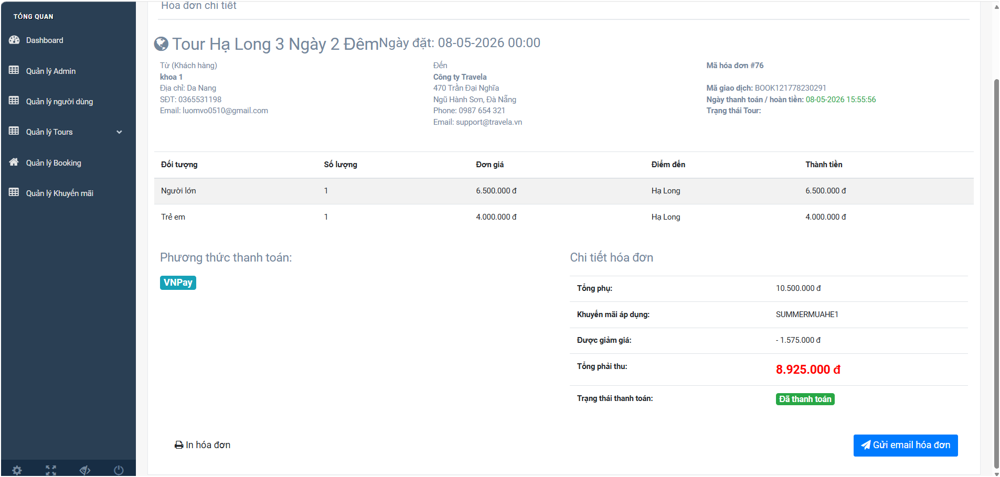 TỔNG QUAN
Dashboard
Quản lý Admin
Quản lý người dùng
Quản lý Tours
Quản lý Booking
Quản lý Khuyến mãi
Hóa đơn chi tiết
Tour Hạ Long 3 Ngày 2 Đêm Ngày đặt: 08-05-2026 00:00
Từ (Khách hàng)
khoa 1
Địa chỉ: Da Nang
SĐT: 0365531198
Email: luomvo0510@gmail.com
Đến
Công ty Travela
470 Trần Đại Nghĩa
Ngũ Hành Sơn, Đà Nẵng
Phone: 0987 654 321
Email: support@travela.vn
Mã hóa đơn #76
Mã giao dịch: BOOK121778230291
Ngày thanh toán / hoàn tiền: 08-05-2026 15:55:56
Trạng thái Tour:
Đối tượng Số lượng Đơn giá Điểm đến Thành tiền
Người lớn 1 6.500.000 đ Hạ Long 6.500.000 đ
Trẻ em 1 4.000.000 đ Hạ Long 4.000.000 đ
Phương thức thanh toán:
VNPay
Chi tiết hóa đơn
Tổng phụ: 10.500.000 đ
Khuyến mãi áp dụng: SUMMERMUAHE1
Được giảm giá: - 1.575.000 đ
Tổng phải thu: 8.925.000 đ
Trạng thái thanh toán: Đã thanh toán
In hóa đơn
Gửi email hóa đơn